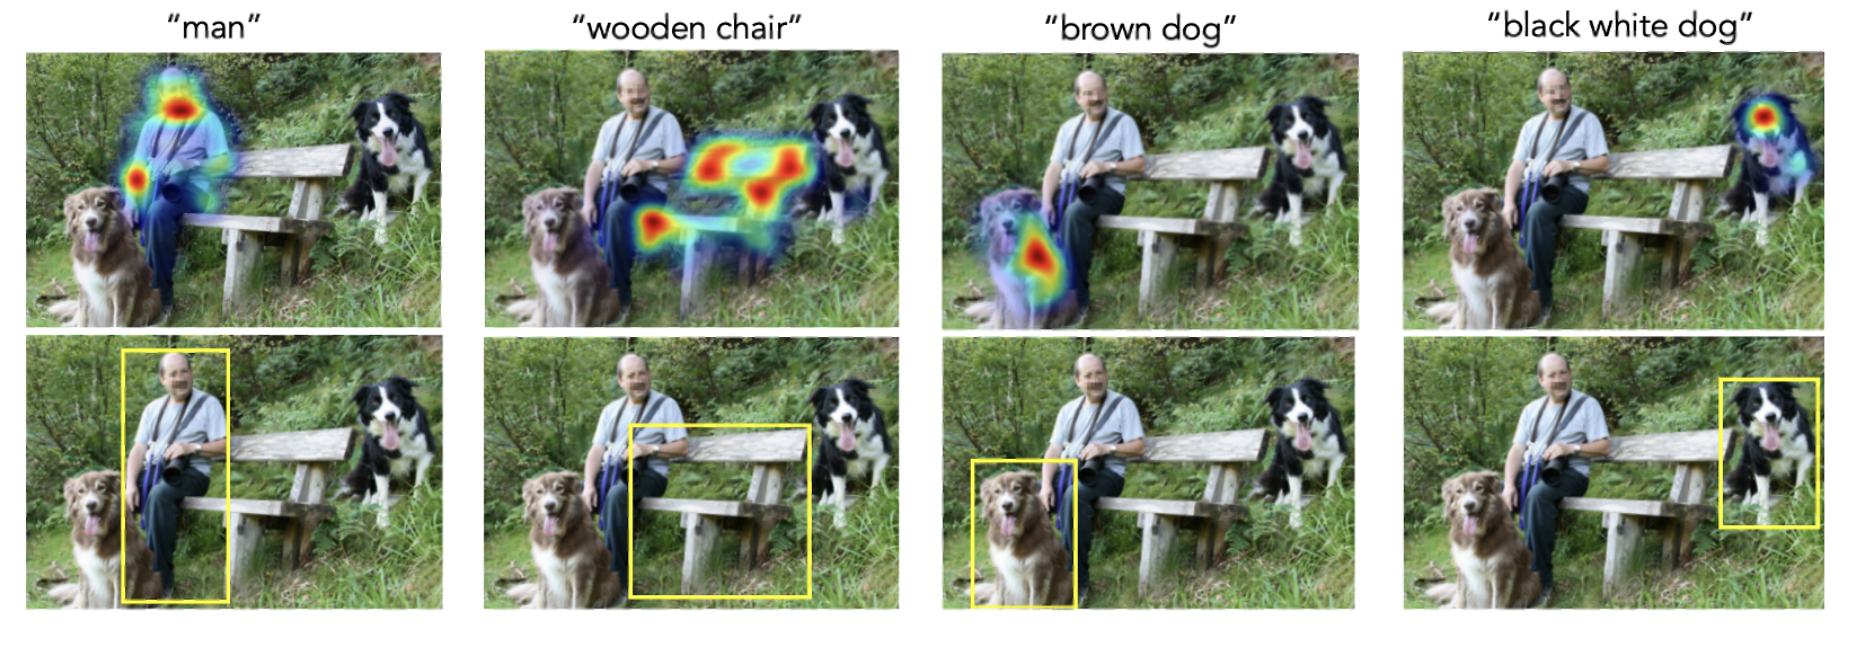 “man”
“wooden chair”
“brown dog”
“black white dog”